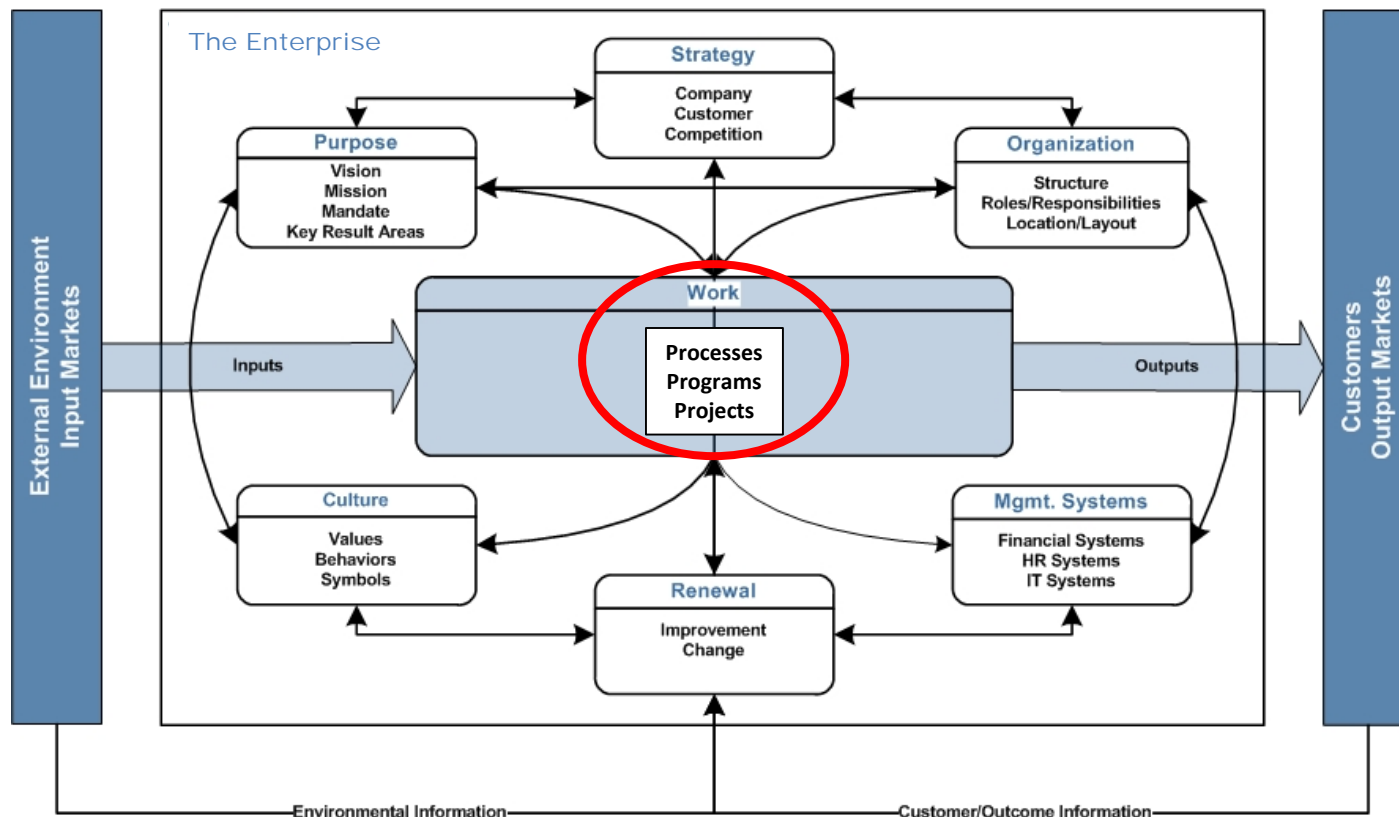 The Enterprise
Strategy
Company
Customer
Competition
Purpose
Vision
Mission
Mandate
Key Result Areas
Organization
Structure
Roles/Responsibilities
Location/Layout
External Environment
Input Markets
Inputs
Work
Processes
Programs
Projects
Outputs
Customers
Output Markets
Culture
Values
Behaviors
Symbols
Renewal
Improvement
Change
Mgmt. Systems
Financial Systems
HR Systems
IT Systems
Environmental Information
Customer/Outcome Information